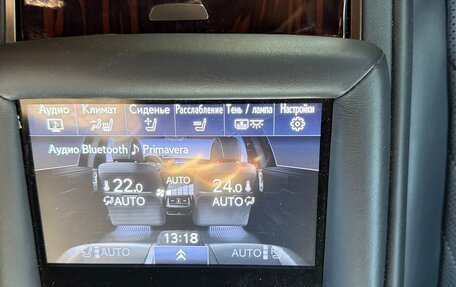 Аудио Климат Сиденье Расслабление Тень / лампа Настройки
Аудио Bluetooth ♪ Primavera
AUTO
22.0 24.0
AUTO AUTO
13:18
AUTO AUTO